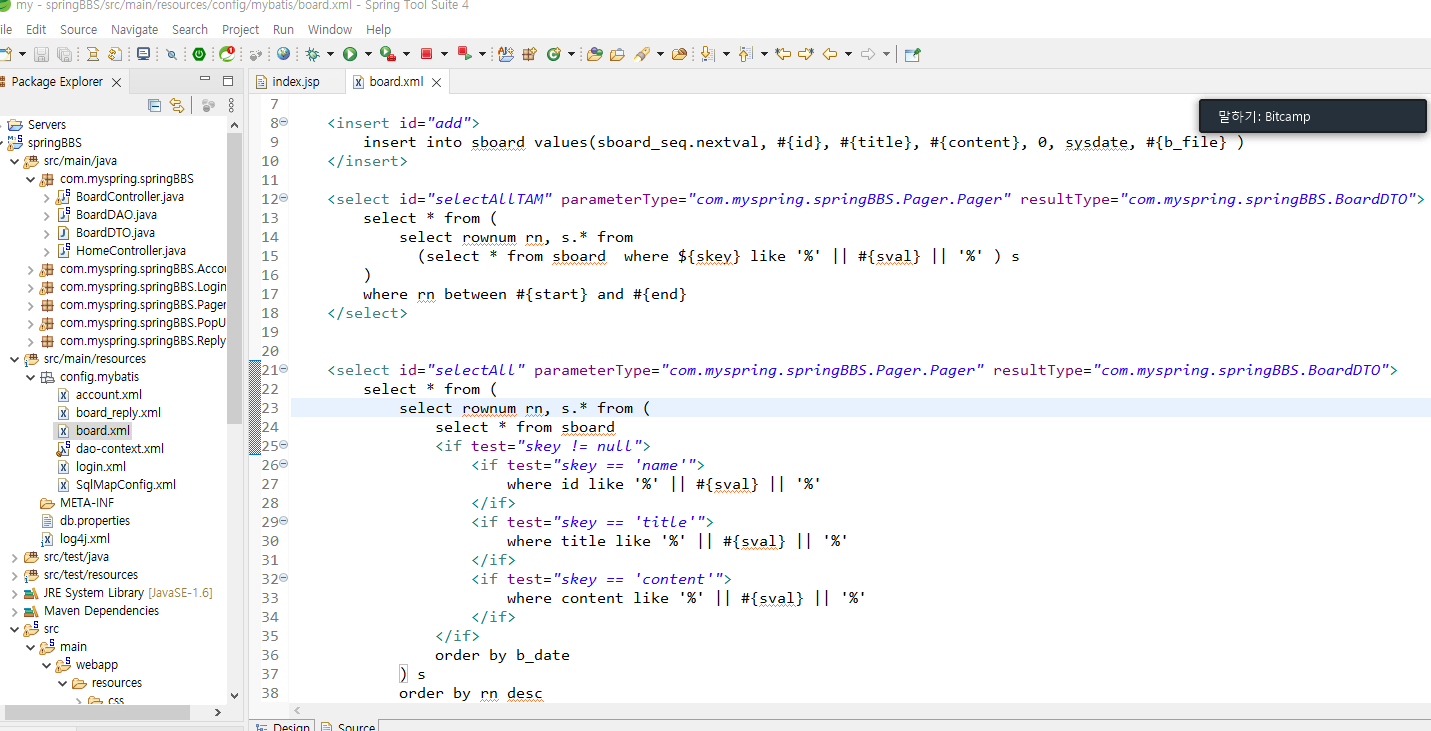 my - springBBS/src/main/resources/config/mybatis/board.xml - Spring Tool Suite 4
ile Edit Source Navigate Search Project Run Window Help
Package Explorer
index.jsp
board.xml
말하기: Bitcamp
Servers
springBBS
src/main/java
com.myspring.springBBS
BoardController.java
BoardDAO.java
BoardDTO.java
HomeController.java
com.myspring.springBBS.Accou
com.myspring.springBBS.Login
com.myspring.springBBS.Pager
com.myspring.springBBS.PopU
com.myspring.springBBS.Reply
src/main/resources
config.mybatis
account.xml
board_reply.xml
board.xml
dao-context.xml
login.xml
SqlMapConfig.xml
META-INF
db.properties
log4j.xml
src/test/java
src/test/resources
JRE System Library [JavaSE-1.6]
Maven Dependencies
src
main
webapp
resources
css
7
8 <insert id="add">
9 insert into sboard values(sboard_seq.nextval, #{id}, #{title}, #{content}, 0, sysdate, #{b_file} )
10 </insert>
11
12 <select id="selectAllTAM" parameterType="com.myspring.springBBS.Pager.Pager" resultType="com.myspring.springBBS.BoardDTO">
13 select * from (
14 select rownum rn, s.* from
15 (select * from sboard  where ${skey} like '%' || #{sval} || '%' ) s
16 )
17 where rn between #{start} and #{end}
18 </select>
19
20
21 <select id="selectAll" parameterType="com.myspring.springBBS.Pager.Pager" resultType="com.myspring.springBBS.BoardDTO">
22 select * from (
23 select rownum rn, s.* from (
24 select * from sboard
25 <if test="skey != null">
26 <if test="skey == 'name'">
27 where id like '%' || #{sval} || '%'
28 </if>
29 <if test="skey == 'title'">
30 where title like '%' || #{sval} || '%'
31 </if>
32 <if test="skey == 'content'">
33 where content like '%' || #{sval} || '%'
34 </if>
35 </if>
36 order by b_date
37 ) s
38 order by rn desc
Design
Source